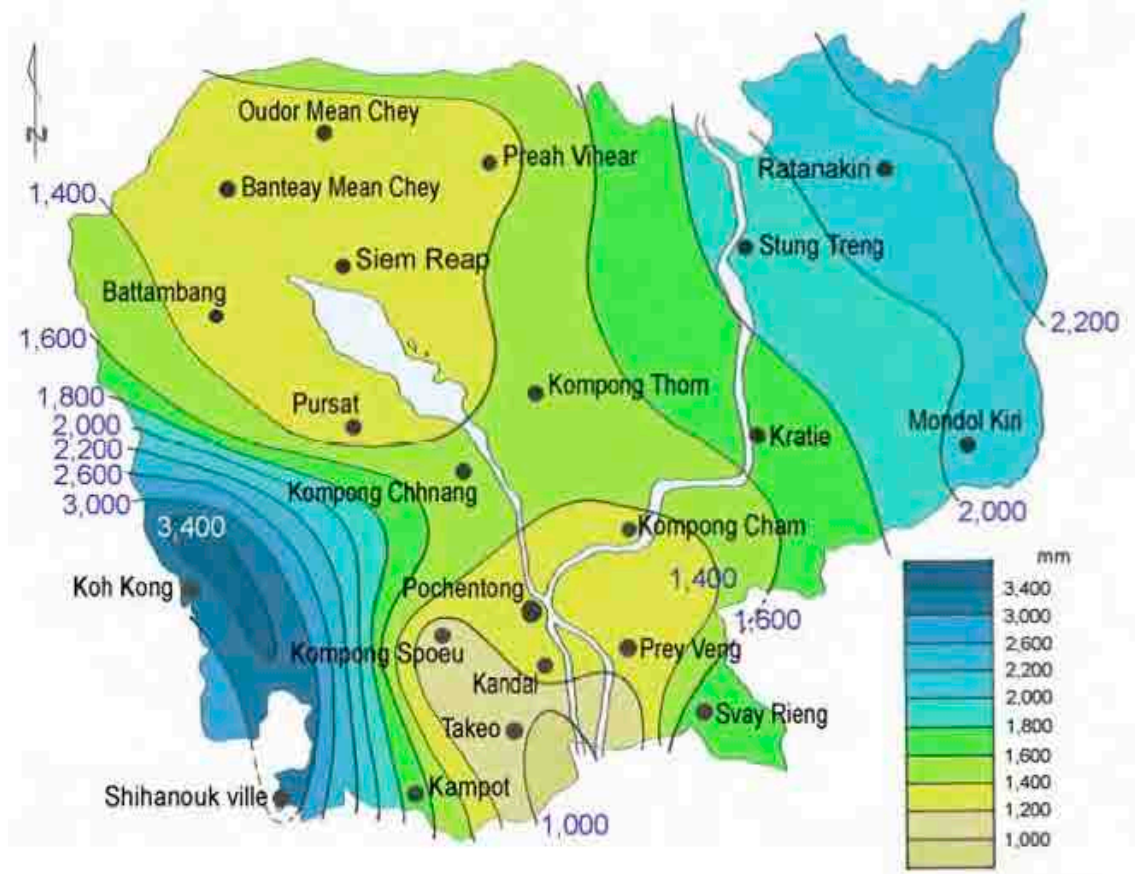 N
Oudor Mean Chey
Preah Vihear
Ratanakiri
Banteay Mean Chey
1,400
Stung Treng
Siem Reap
Battambang
2,200
1,600
Kompong Thom
1,800
Pursat
2,000
Mondol Kiri
Kratie
2,200
2,600
Kompong Chhnang
3,000
2,000
3,400
Kompong Cham
mm
1,400
Koh Kong
Pochentong
1,600
Kompong Spoeu
Prey Veng
Kandal
Svay Rieng
Takeo
Kampot
Shihanouk ville
1,000
3,400
3,000
2,600
2,200
2,000
1,800
1,600
1,400
1,200
1,000